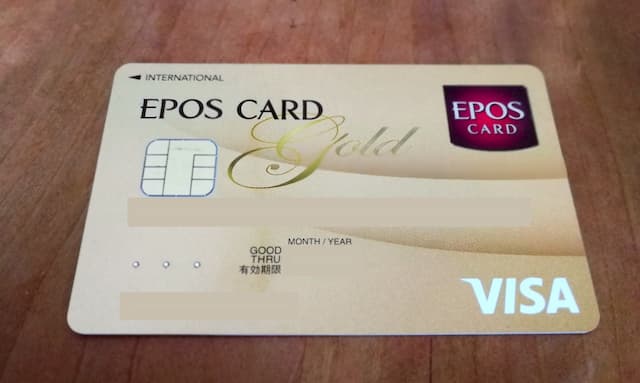 ◄ INTERNATIONAL
EPOS CARD
Gold
EPOS
CARD
MONTH / YEAR
GOOD
THRU
有効期限
VISA